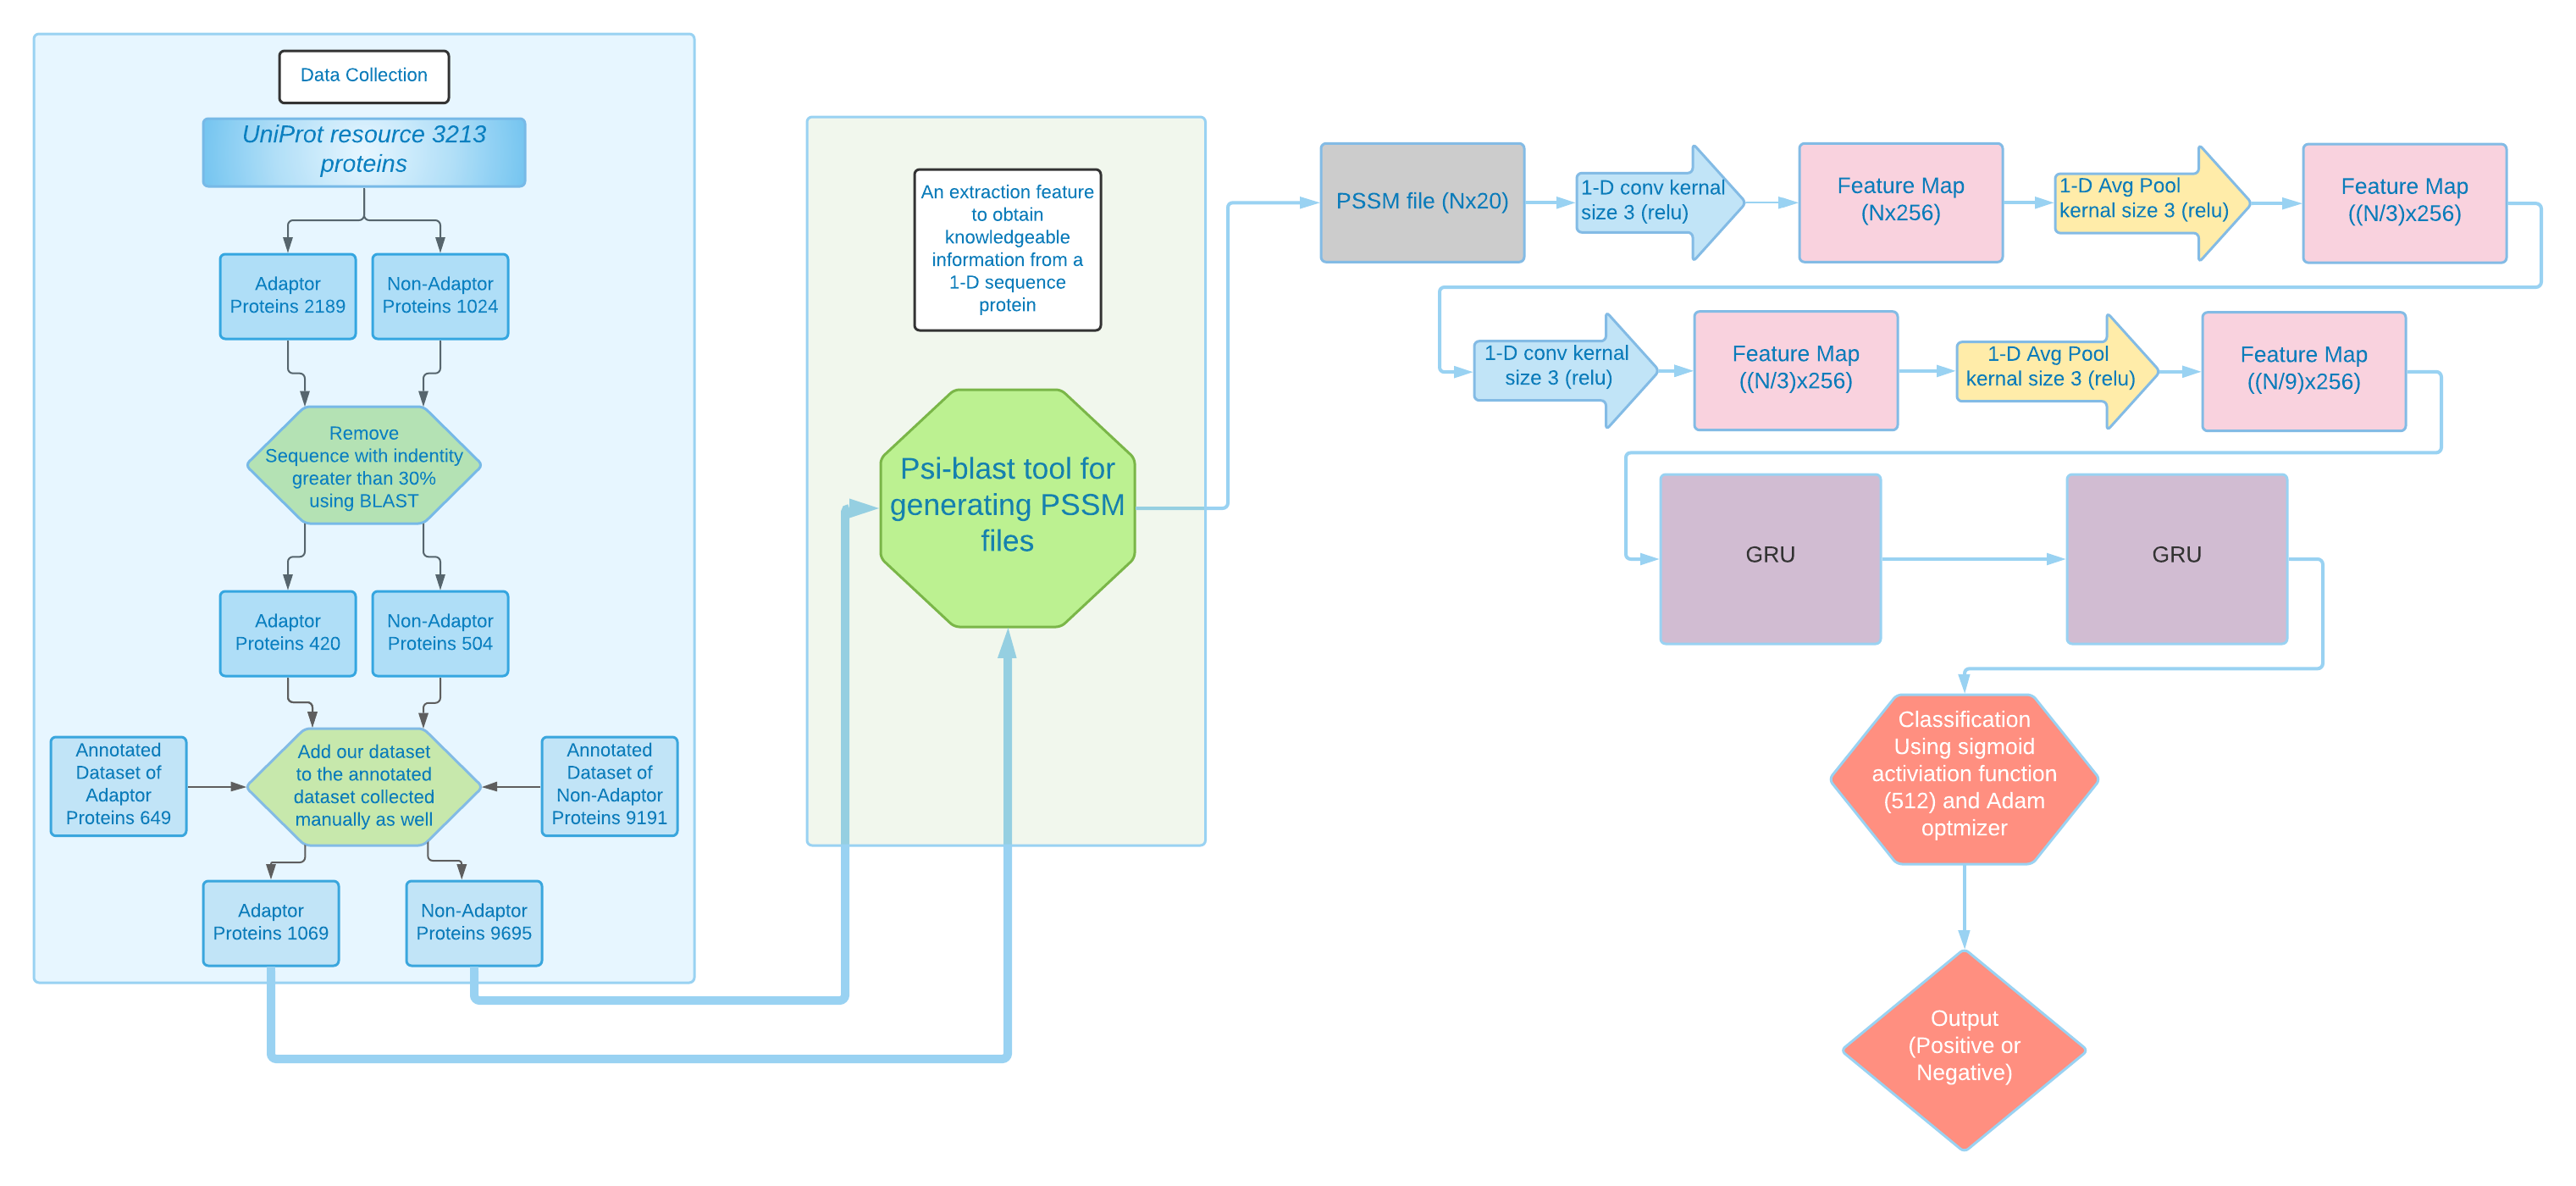 Data Collection
UniProt resource 3213
proteins
Adaptor
Proteins 2189
Non-Adaptor
Proteins 1024
Remove
Sequence with indentity
greater than 30%
using BLAST
Adaptor
Proteins 420
Non-Adaptor
Proteins 504
Annotated
Dataset of
Adaptor
Proteins 649
Add our dataset
to the annotated
dataset collected
manually as well
Annotated
Dataset of
Non-Adaptor
Proteins 9191
Adaptor
Proteins 1069
Non-Adaptor
Proteins 9695
An extraction feature
to obtain
knowledgeable
information from a
1-D sequence
protein
Psi-blast tool for
generating PSSM
files
PSSM file (Nx20)
1-D conv kernal
size 3 (relu)
Feature Map
(Nx256)
1-D Avg Pool
kernal size 3 (relu)
Feature Map
((N/3)x256)
1-D conv kernal
size 3 (relu)
Feature Map
((N/3)x256)
1-D Avg Pool
kernal size 3 (relu)
Feature Map
((N/9)x256)
GRU
GRU
Classification
Using sigmoid
activiation function
(512) and Adam
optmizer
Output
(Positive or
Negative)